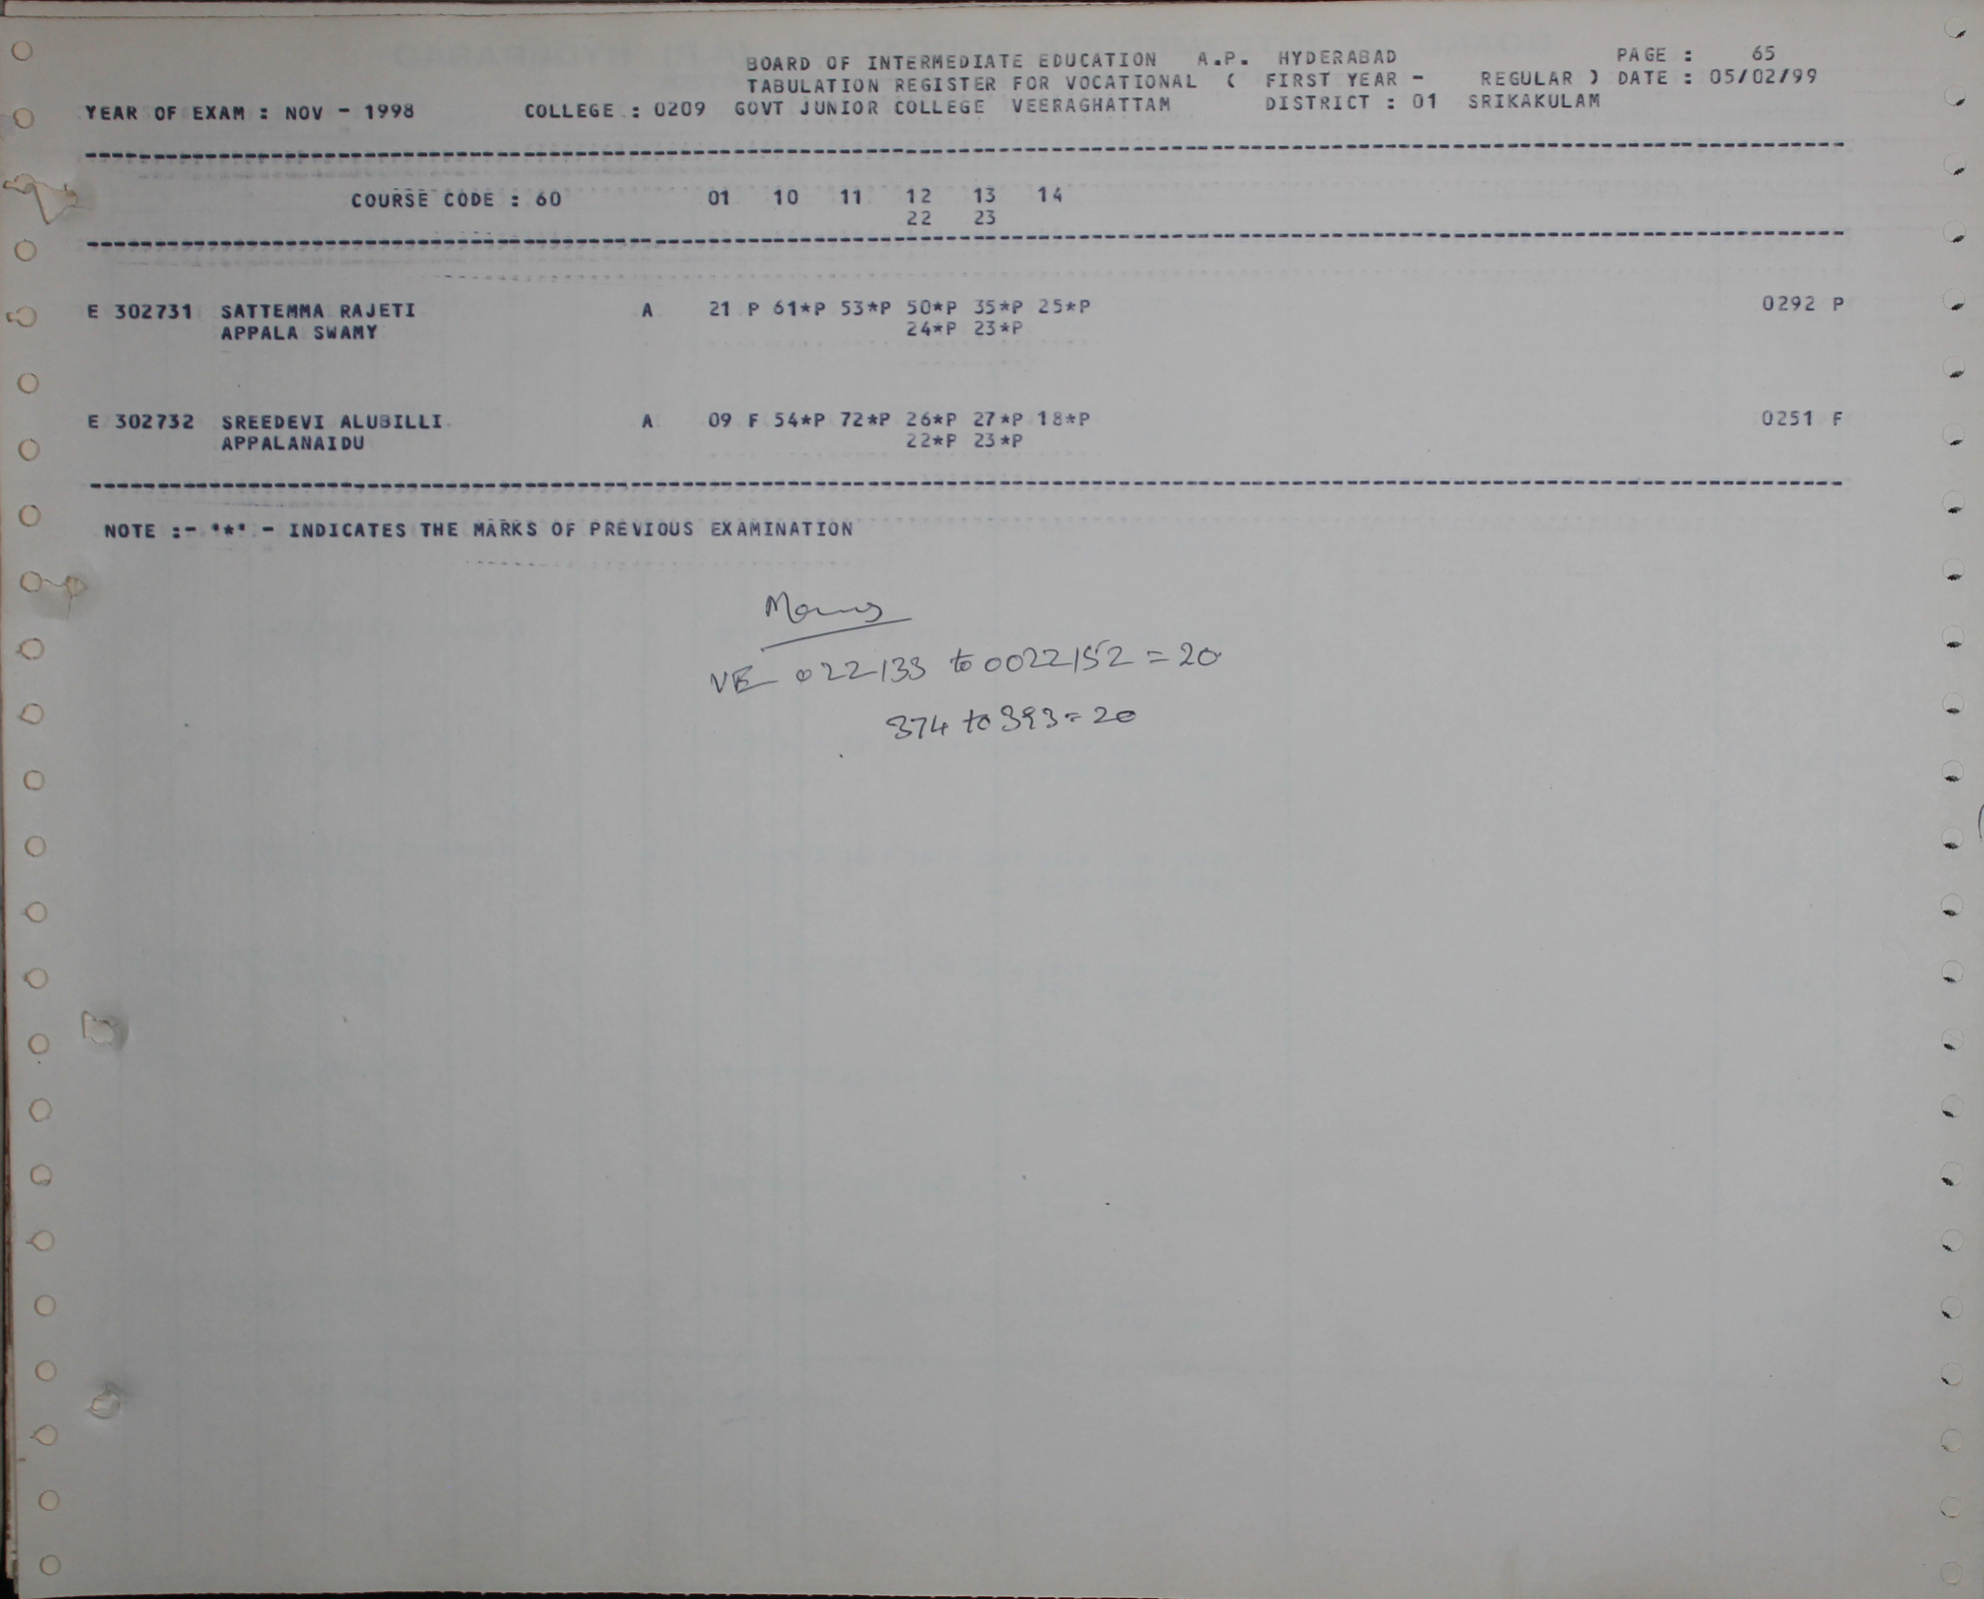 BOARD OF INTERMEDIATE EDUCATION A.P. HYDERABAD PAGE : 65
TABULATION REGISTER FOR VOCATIONAL ( FIRST YEAR - REGULAR ) DATE : 05/02/99
YEAR OF EXAM : NOV - 1998 COLLEGE : 0209 GOVT JUNIOR COLLEGE VEERAGHATTAM DISTRICT : 01 SRIKAKULAM
COURSE CODE : 60 01 10 11 12 13 14
22 23
E 302731 SATTEMMA RAJETI A 21 P 61*P 53*P 50*P 35*P 25*P 0292 P
APPALA SWAMY 24*P 23*P
E 302732 SREEDEVI ALUBILLI A 09 F 54*P 72*P 26*P 27*P 18*P 0251 F
APPALANAIDU 22*P 23*P
NOTE :- '*' - INDICATES THE MARKS OF PREVIOUS EXAMINATION
VE 022133 to 0022152 = 20
374 to 393 = 20